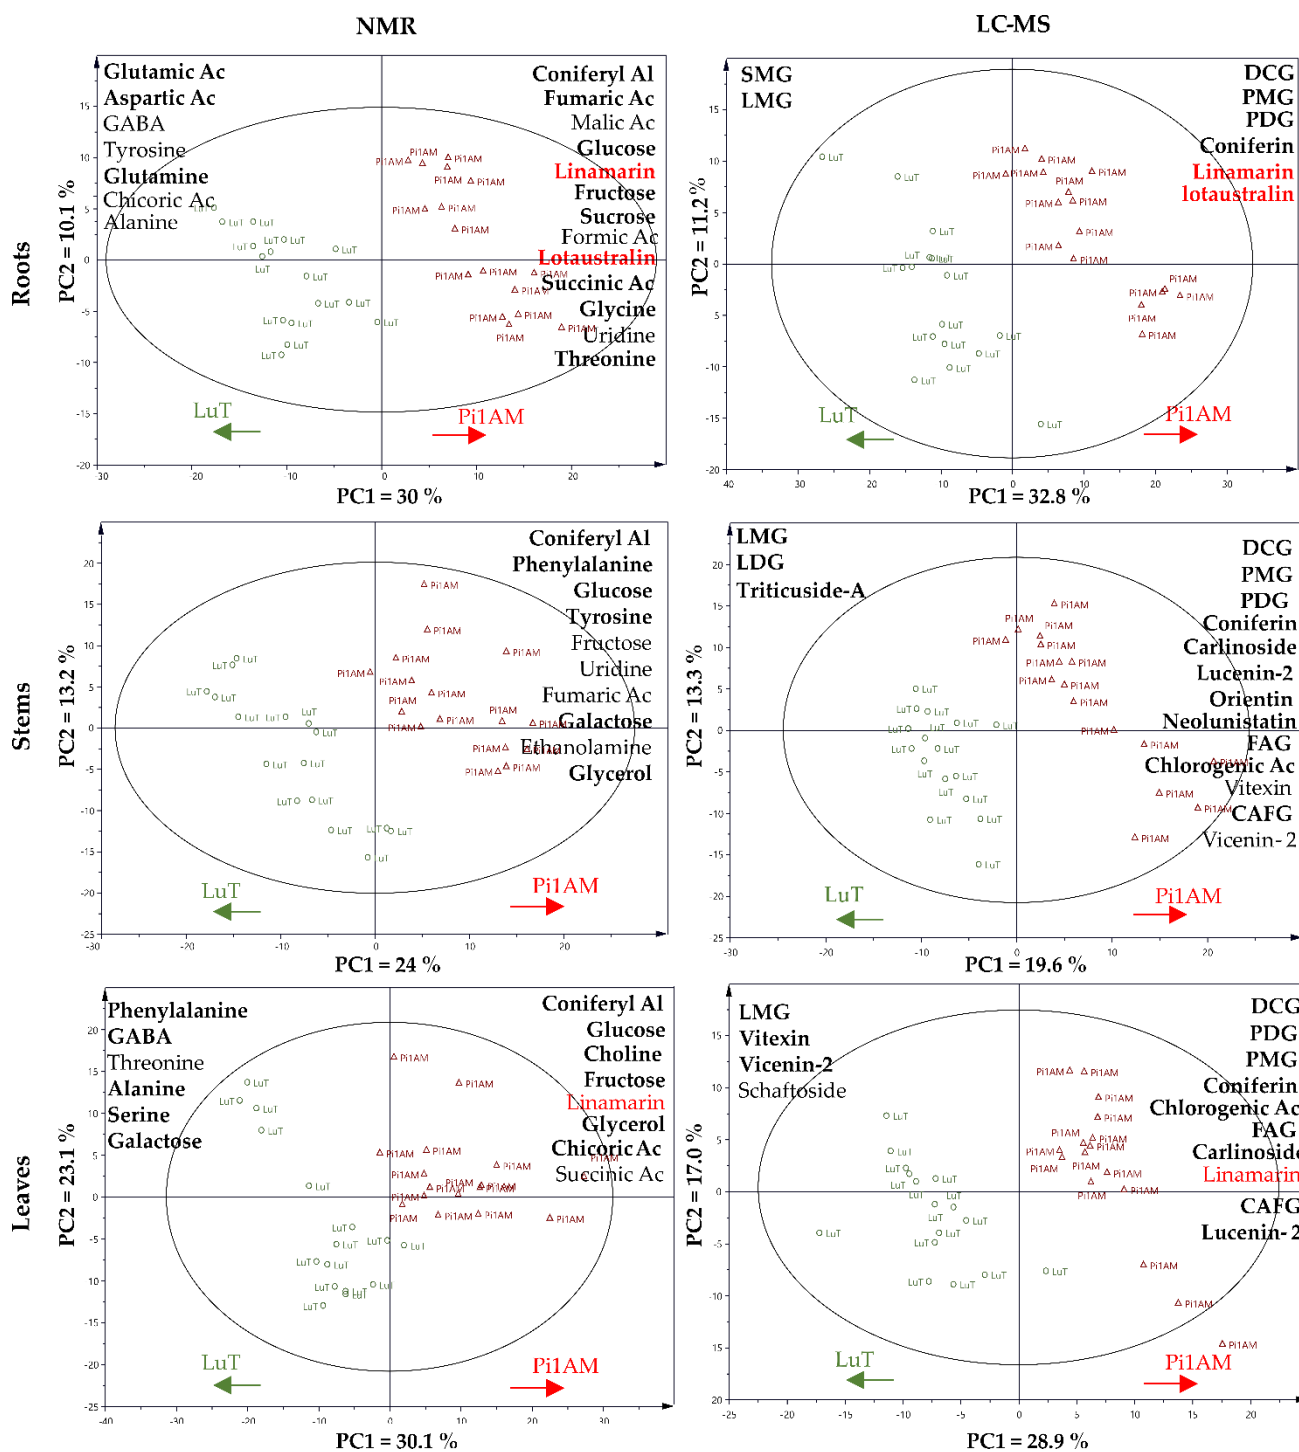 NMR
LC-MS
Roots
Glutamic Ac
Aspartic Ac
GABA
Tyrosine
Glutamine
Chicoric Ac
Alanine
Coniferyl Al
Fumaric Ac
Malic Ac
Glucose
Linamarin
Fructose
Sucrose
Formic Ac
Lotaustralin
Succinic Ac
Glycine
Uridine
Threonine
PC2 = 10.1 %
LuT
Pi1AM
PC1 = 30 %
SMG
LMG
DCG
PMG
PDG
Coniferin
Linamarin
lotaustralin
PC2 = 11.2 %
LuT
Pi1AM
PC1 = 32.8 %
Stems
Coniferyl Al
Phenylalanine
Glucose
Tyrosine
Fructose
Uridine
Fumaric Ac
Galactose
Ethanolamine
Glycerol
PC2 = 13.2 %
LuT
Pi1AM
PC1 = 24 %
LMG
LDG
Triticuside-A
DCG
PMG
PDG
Coniferin
Carlinoside
Lucenin-2
Orientin
Neolunistatin
FAG
Chlorogenic Ac
Vitexin
CAFG
Vicenin-2
PC2 = 13.3 %
LuT
Pi1AM
PC1 = 19.6 %
Leaves
Phenylalanine
GABA
Threonine
Alanine
Serine
Galactose
Coniferyl Al
Glucose
Choline
Fructose
Linamarin
Glycerol
Chicoric Ac
Succinic Ac
PC2 = 23.1 %
LuT
Pi1AM
PC1 = 30.1 %
LMG
Vitexin
Vicenin-2
Schaftoside
DCG
PDG
PMG
Coniferin
Chlorogenic Ac
FAG
Carlinoside
Linamarin
CAFG
Lucenin-2
PC2 = 17.0 %
LuT
Pi1AM
PC1 = 28.9 %